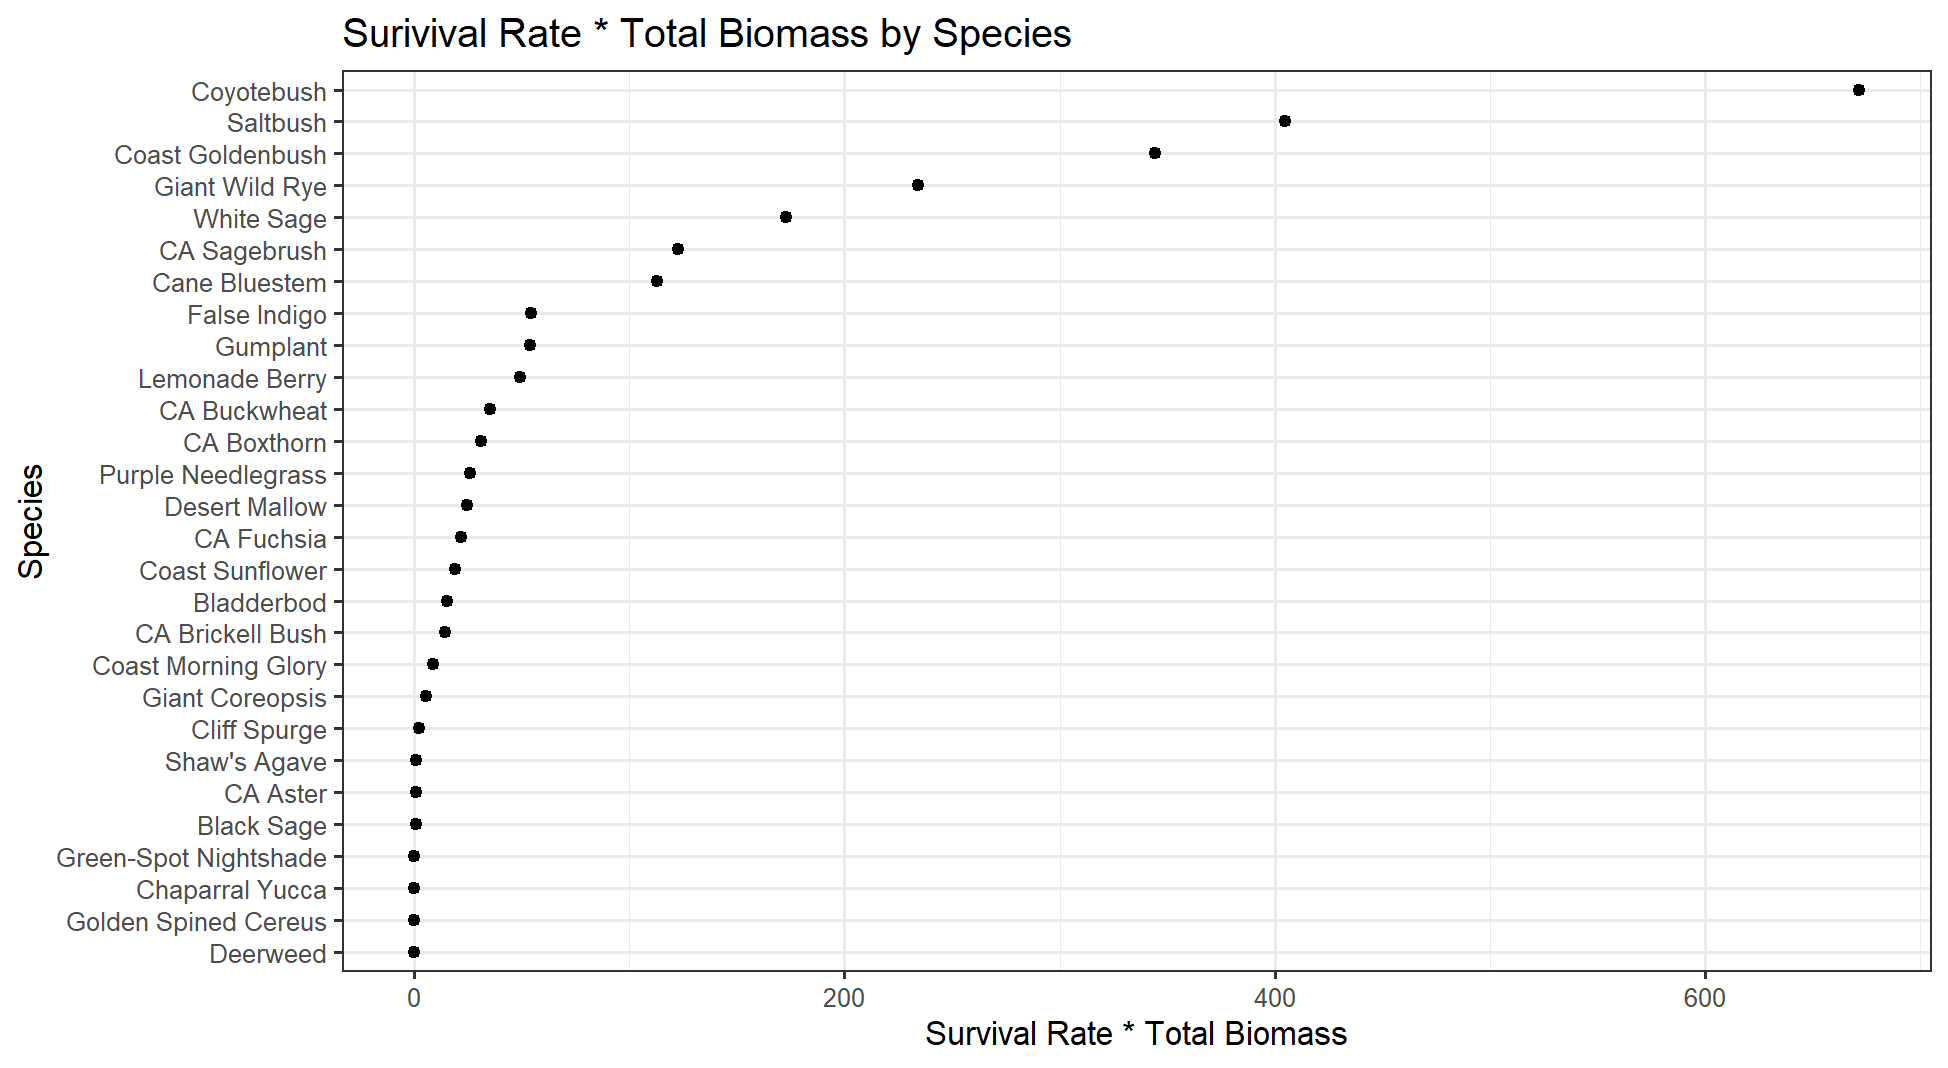 Surivival Rate * Total Biomass by Species
Coyotebush
Saltbush
Coast Goldenbush
Giant Wild Rye
White Sage
CA Sagebrush
Cane Bluestem
False Indigo
Gumplant
Lemonade Berry
CA Buckwheat
CA Boxthorn
Purple Needlegrass
Desert Mallow
CA Fuchsia
Coast Sunflower
Bladderbod
CA Brickell Bush
Coast Morning Glory
Giant Coreopsis
Cliff Spurge
Shaw's Agave
CA Aster
Black Sage
Green-Spot Nightshade
Chaparral Yucca
Golden Spined Cereus
Deerweed
Species
0 200 400 600
Survival Rate * Total Biomass